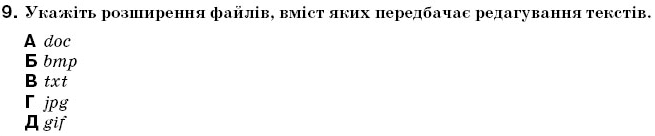 9. Укажіть розширення файлів, вміст яких передбачає редагування текстів.
А doc
Б bmp
В txt
Г jpg
Д gif